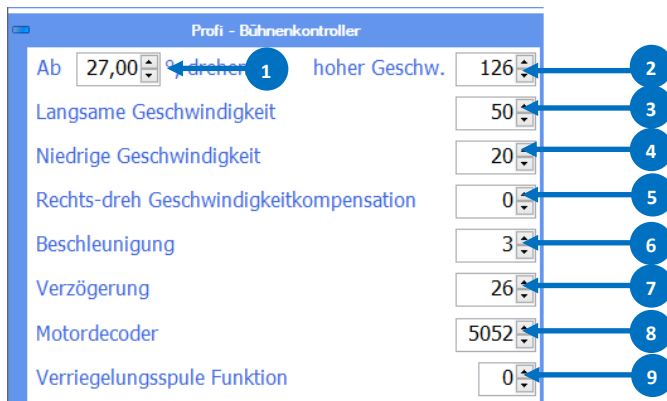 Profi - Bühnenkontroller
Ab 27,00 1 hoher Geschw. 126 2
Langsame Geschwindigkeit 50 3
Niedrige Geschwindigkeit 20 4
Rechts-dreh Geschwindigkeitkompensation 0 5
Beschleunigung 3 6
Verzögerung 26 7
Motordecoder 5052 8
Verriegelungsspule Funktion 0 9